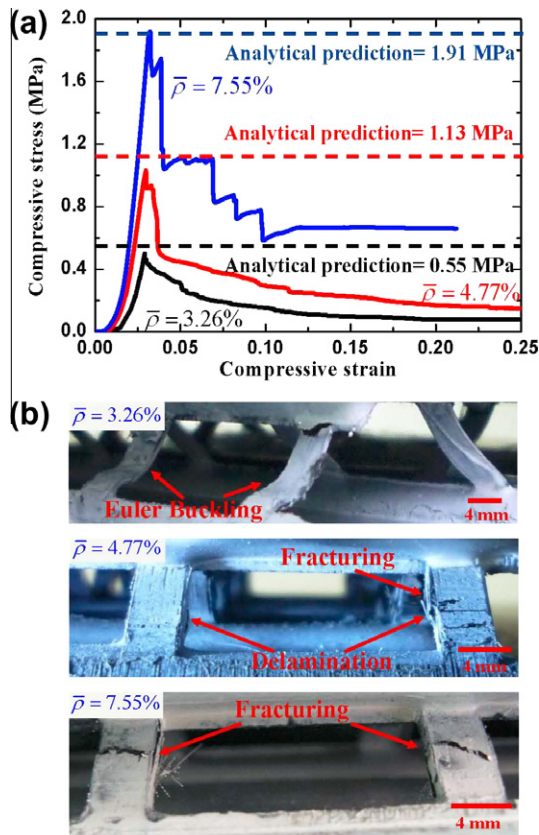 (a)
2.0
1.6
1.2
0.8
0.4
0.0
Compressive stress (MPa)
Analytical prediction= 1.91 MPa
ρ̅ = 7.55%
Analytical prediction= 1.13 MPa
Analytical prediction= 0.55 MPa
ρ̅ = 4.77%
ρ̅ = 3.26%
0.00 0.05 0.10 0.15 0.20 0.25
Compressive strain
(b)
ρ̅ = 3.26%
Euler Buckling
4 mm
ρ̅ = 4.77%
Fracturing
Delamination
4 mm
ρ̅ = 7.55%
Fracturing
4 mm